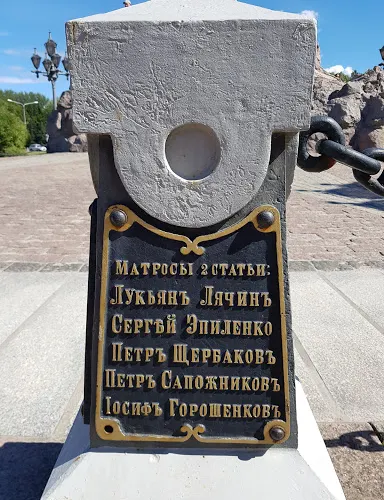 Матросы 2 статьи:
Лукьянъ Лячинъ
Сергѣй Эпиленко
Петръ Щербаковъ
Петръ Сапожниковъ
Іосифъ Горошенковъ